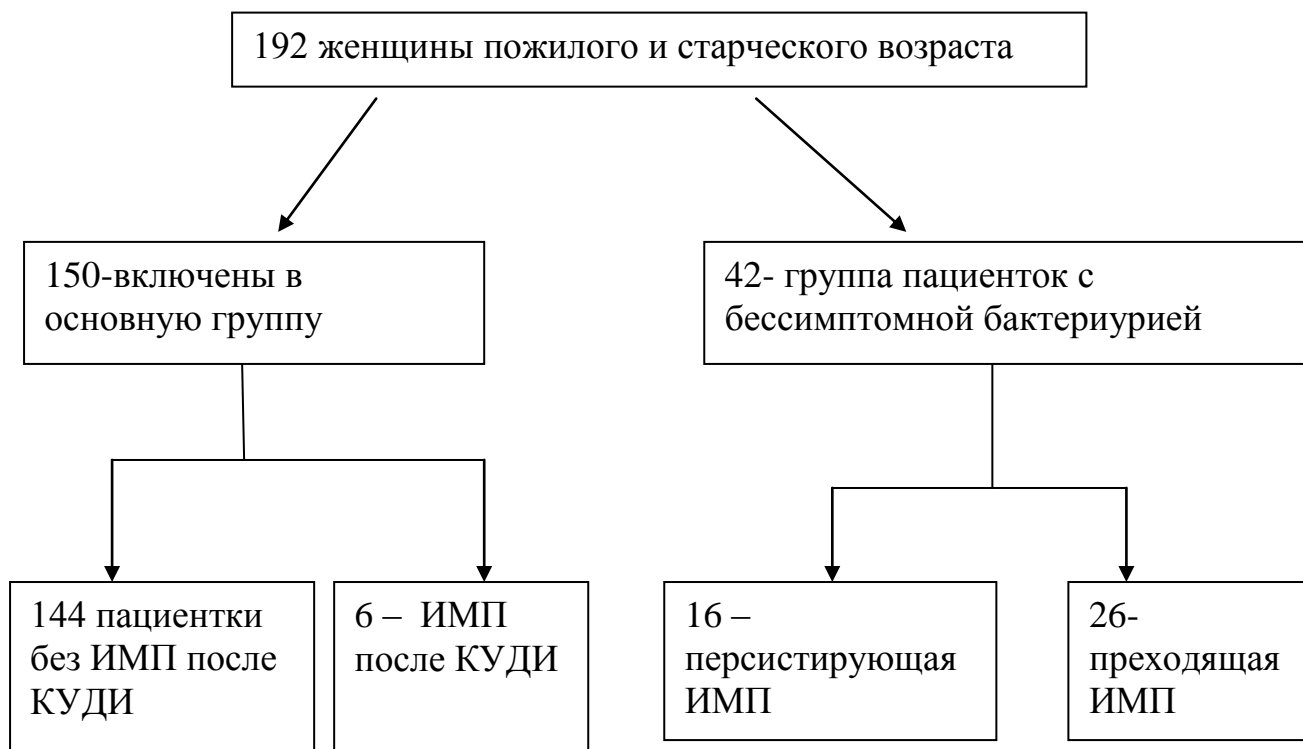 192 женщины пожилого и старческого возраста
150-включены в
основную группу
42- группа пациенток с
бессимптомной бактериурией
144 пациентки
без ИМП после
КУДИ
6 – ИМП
после КУДИ
16 –
персистирующая
ИМП
26-
преходящая
ИМП